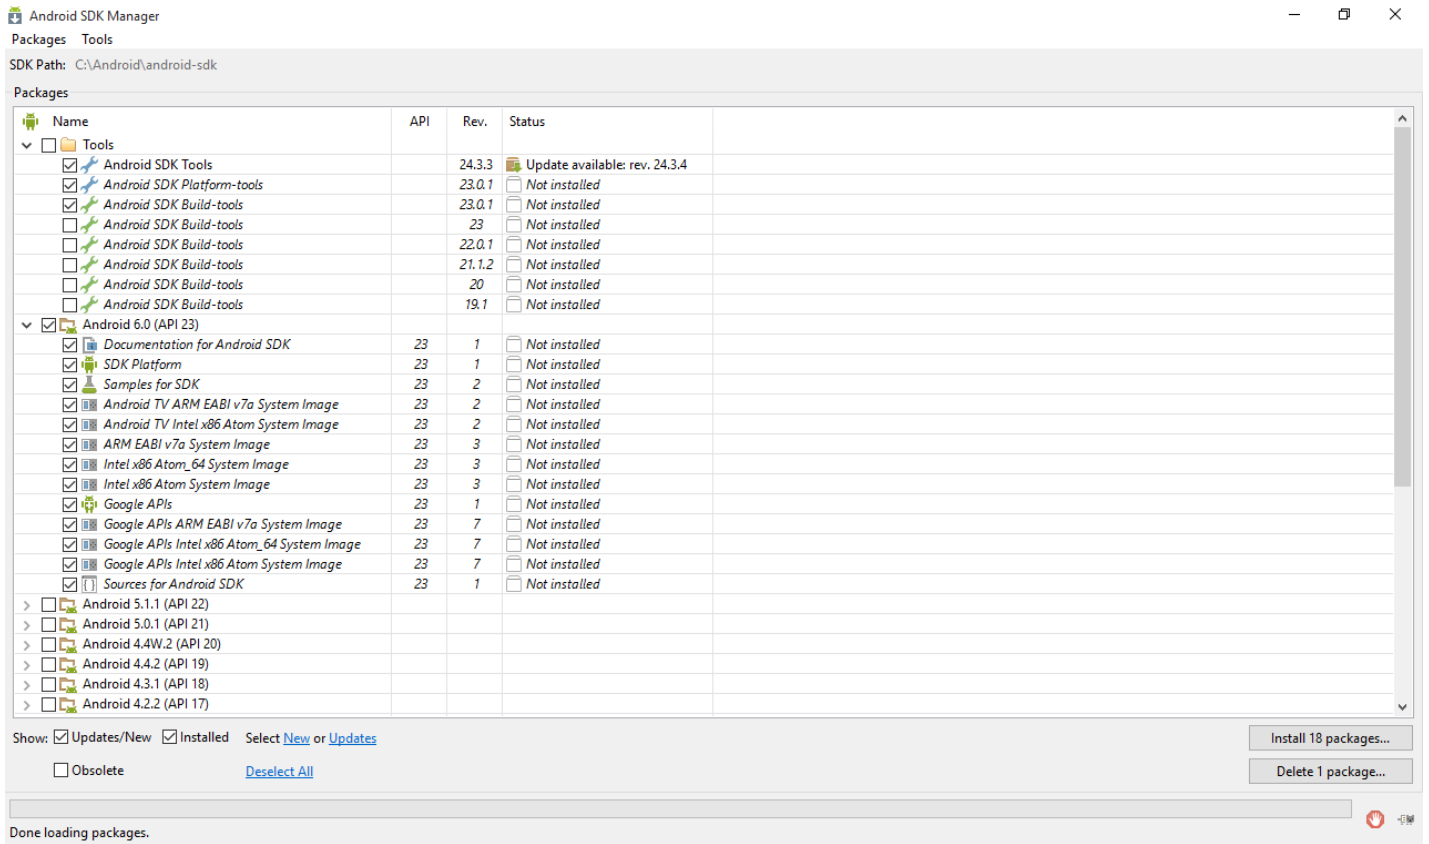 Android SDK Manager
Packages Tools
SDK Path: C:\Android\android-sdk
Packages
Name API Rev. Status
Tools
Android SDK Tools 24.3.3 Update available: rev. 24.3.4
Android SDK Platform-tools 23.0.1 Not installed
Android SDK Build-tools 23.0.1 Not installed
Android SDK Build-tools 23 Not installed
Android SDK Build-tools 22.0.1 Not installed
Android SDK Build-tools 21.1.2 Not installed
Android SDK Build-tools 20 Not installed
Android SDK Build-tools 19.1 Not installed
Android 6.0 (API 23)
Documentation for Android SDK 23 1 Not installed
SDK Platform 23 1 Not installed
Samples for SDK 23 2 Not installed
Android TV ARM EABI v7a System Image 23 2 Not installed
Android TV Intel x86 Atom System Image 23 2 Not installed
ARM EABI v7a System Image 23 3 Not installed
Intel x86 Atom_64 System Image 23 3 Not installed
Intel x86 Atom System Image 23 3 Not installed
Google APIs 23 1 Not installed
Google APIs ARM EABI v7a System Image 23 7 Not installed
Google APIs Intel x86 Atom_64 System Image 23 7 Not installed
Google APIs Intel x86 Atom System Image 23 7 Not installed
Sources for Android SDK 23 1 Not installed
Android 5.1.1 (API 22)
Android 5.0.1 (API 21)
Android 4.4W.2 (API 20)
Android 4.4.2 (API 19)
Android 4.3.1 (API 18)
Android 4.2.2 (API 17)
Show: Updates/New Installed Select New or Updates Install 18 packages...
Obsolete Deselect All Delete 1 package...
Done loading packages.